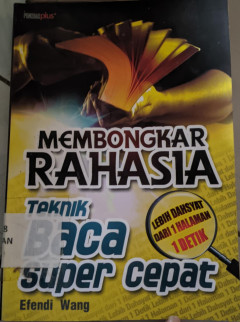 MEMBONGKAR
RAHASIA
Teknik
Baca
super cepat
LEBIH DAHSYAT
DARI 1 HALAMAN
1 DETIK
Efendi Wang